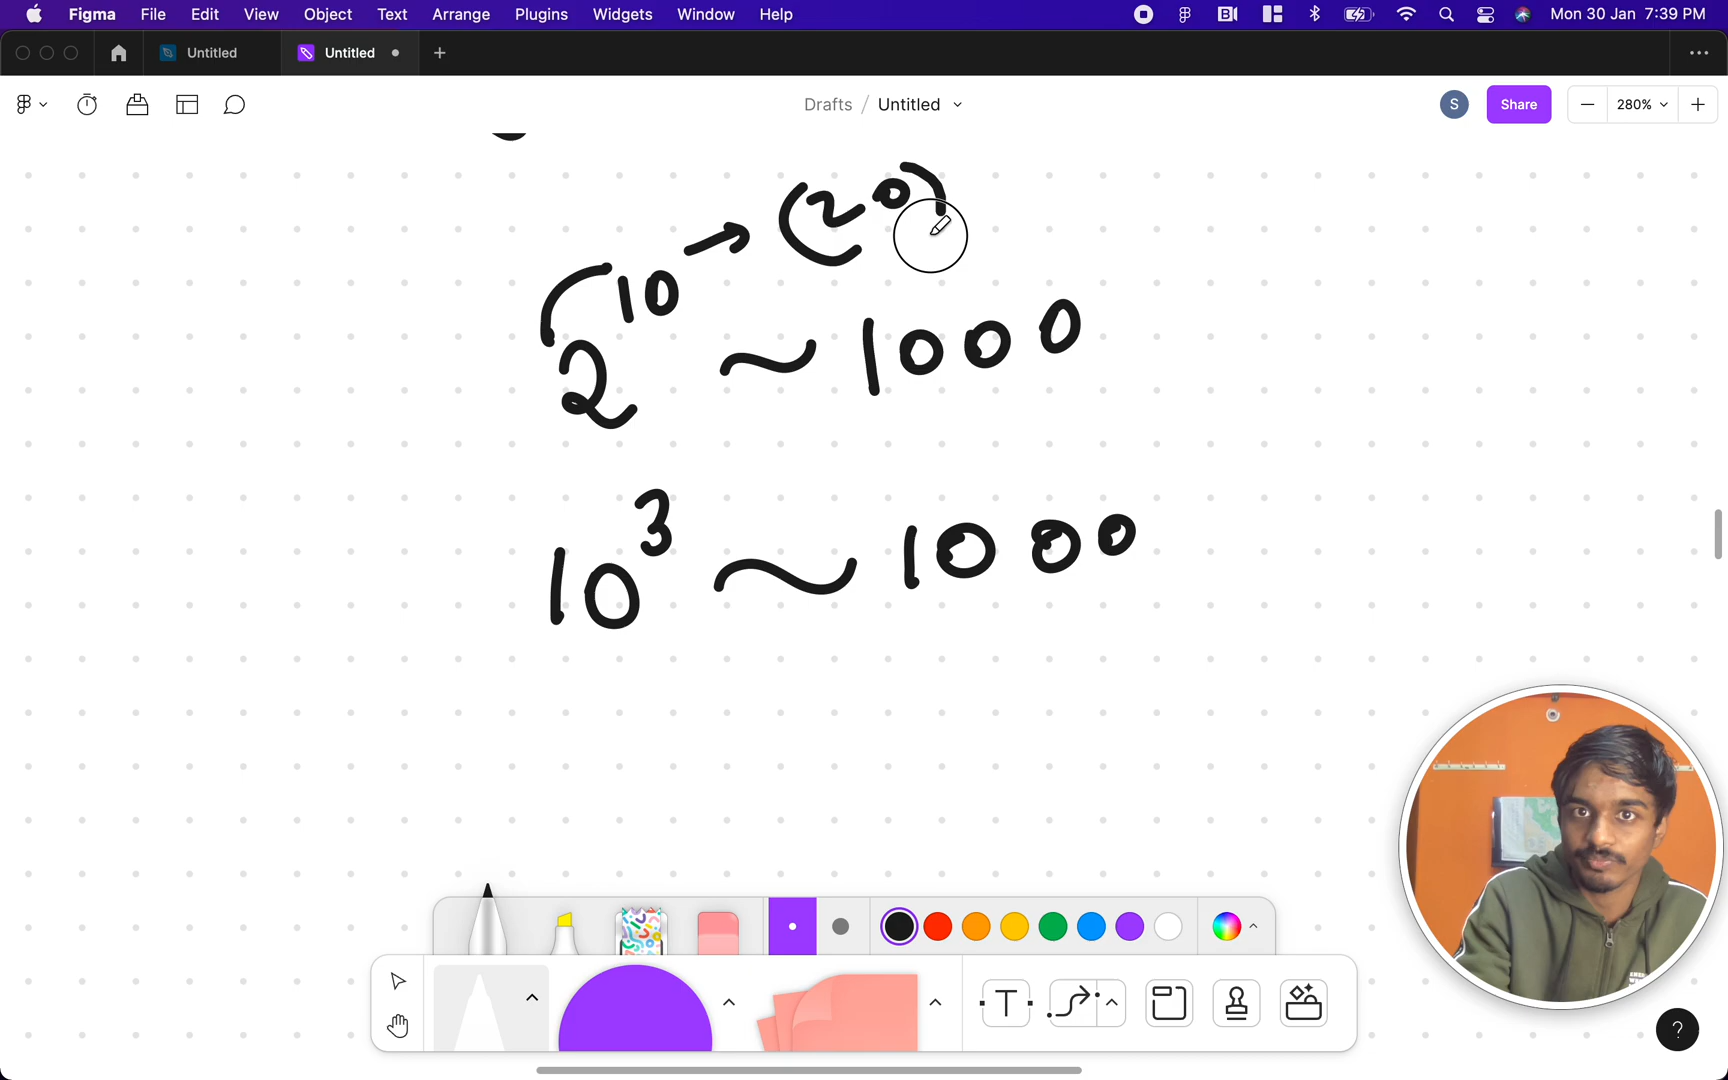 Figma File Edit View Object Text Arrange Plugins Widgets Window Help Mon 30 Jan 7:39 PM
Untitled Untitled
Drafts / Untitled S Share 280%
10 → (20)
2 ~ 1000
10³ ~ 1000
T
?